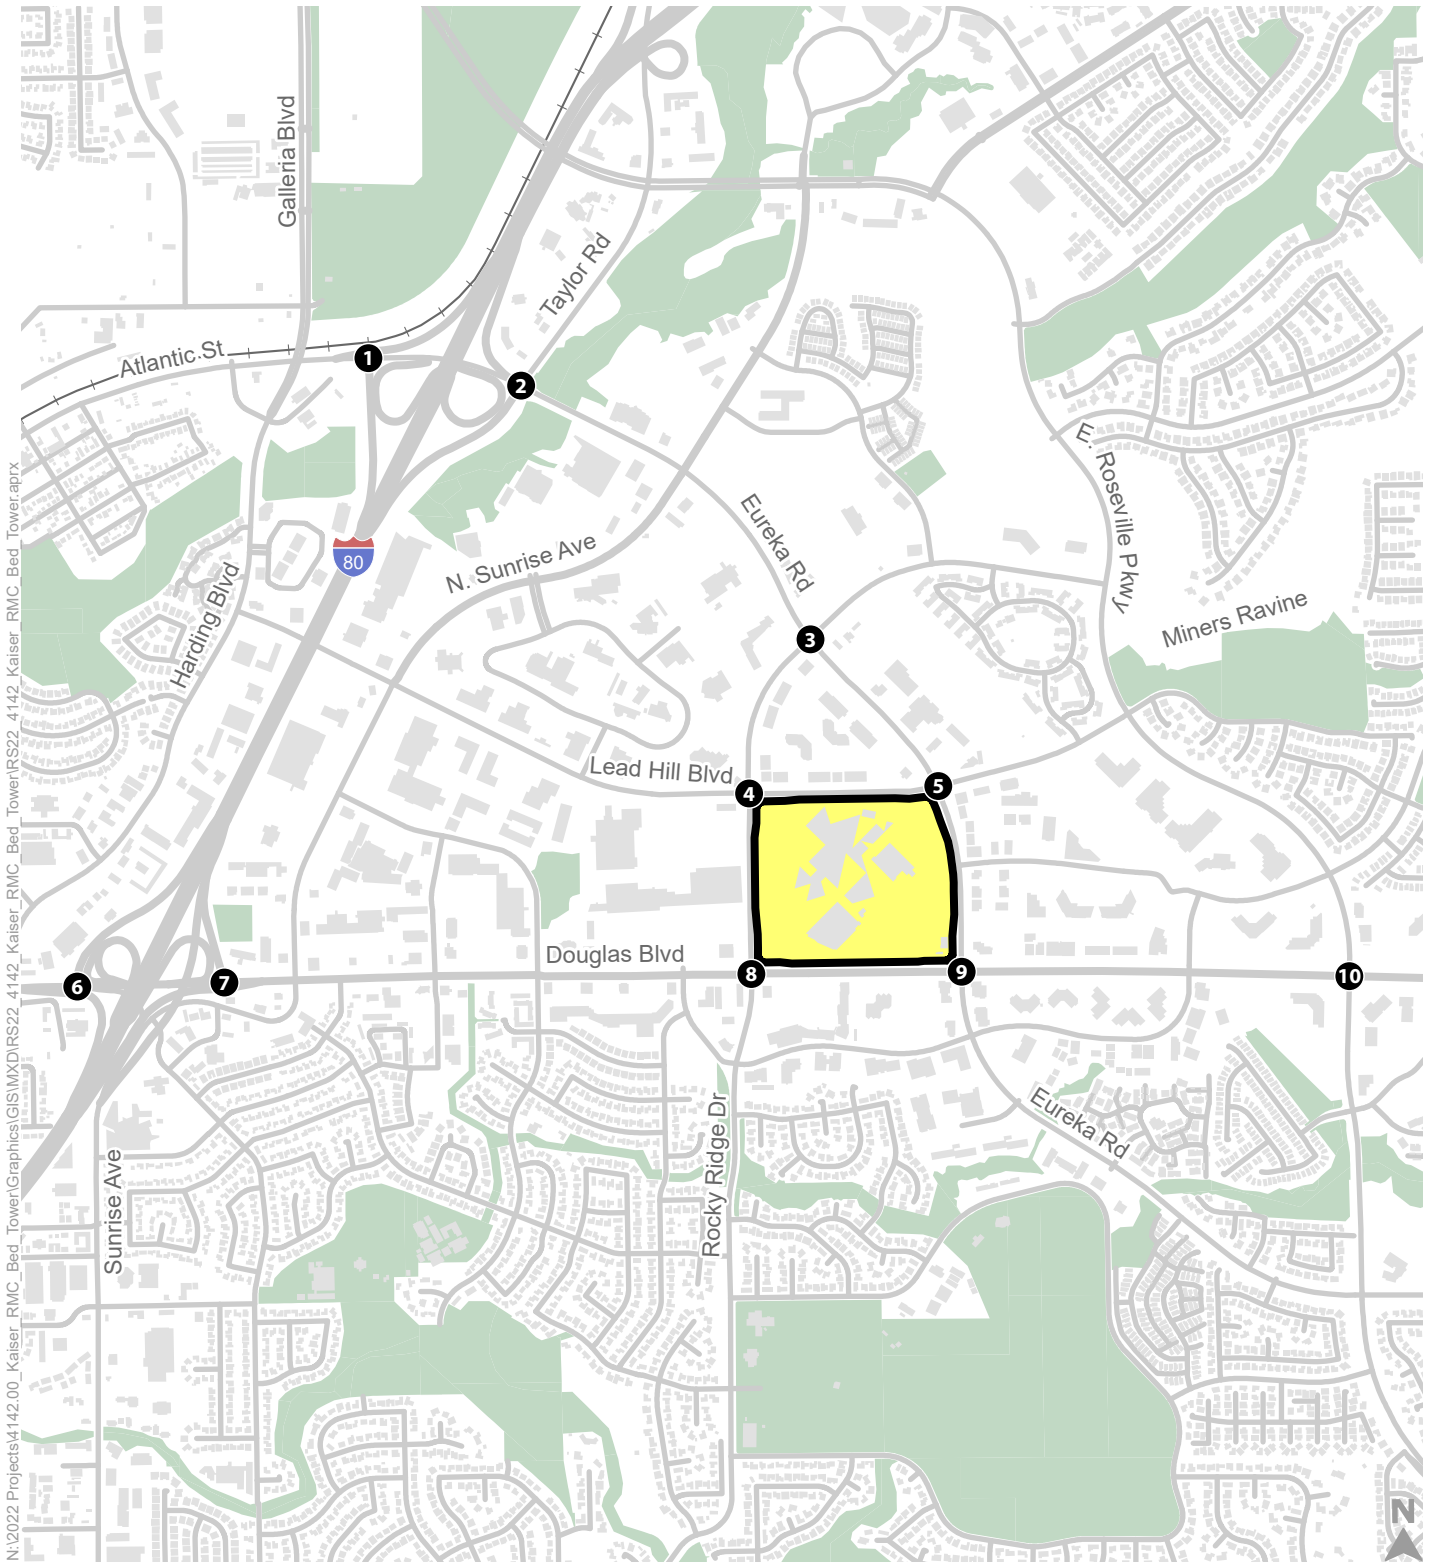 Galleria Blvd
Taylor Rd
Atlantic St
1
2
E. Roseville Pkwy
Eureka Rd
N. Sunrise Ave
80
Harding Blvd
Miners Ravine
3
Lead Hill Blvd
4
5
Douglas Blvd
6
7
8
9
10
Eureka Rd
Rocky Ridge Dr
Sunrise Ave
N
N:\2022 Projects\4142.00_Kaiser_RMC_Bed_Tower\Graphics\GIS\MXD\RS22_4142_Kaiser_RMC_Bed_Tower\RS22_4142_Kaiser_RMC_Bed_Tower.aprx